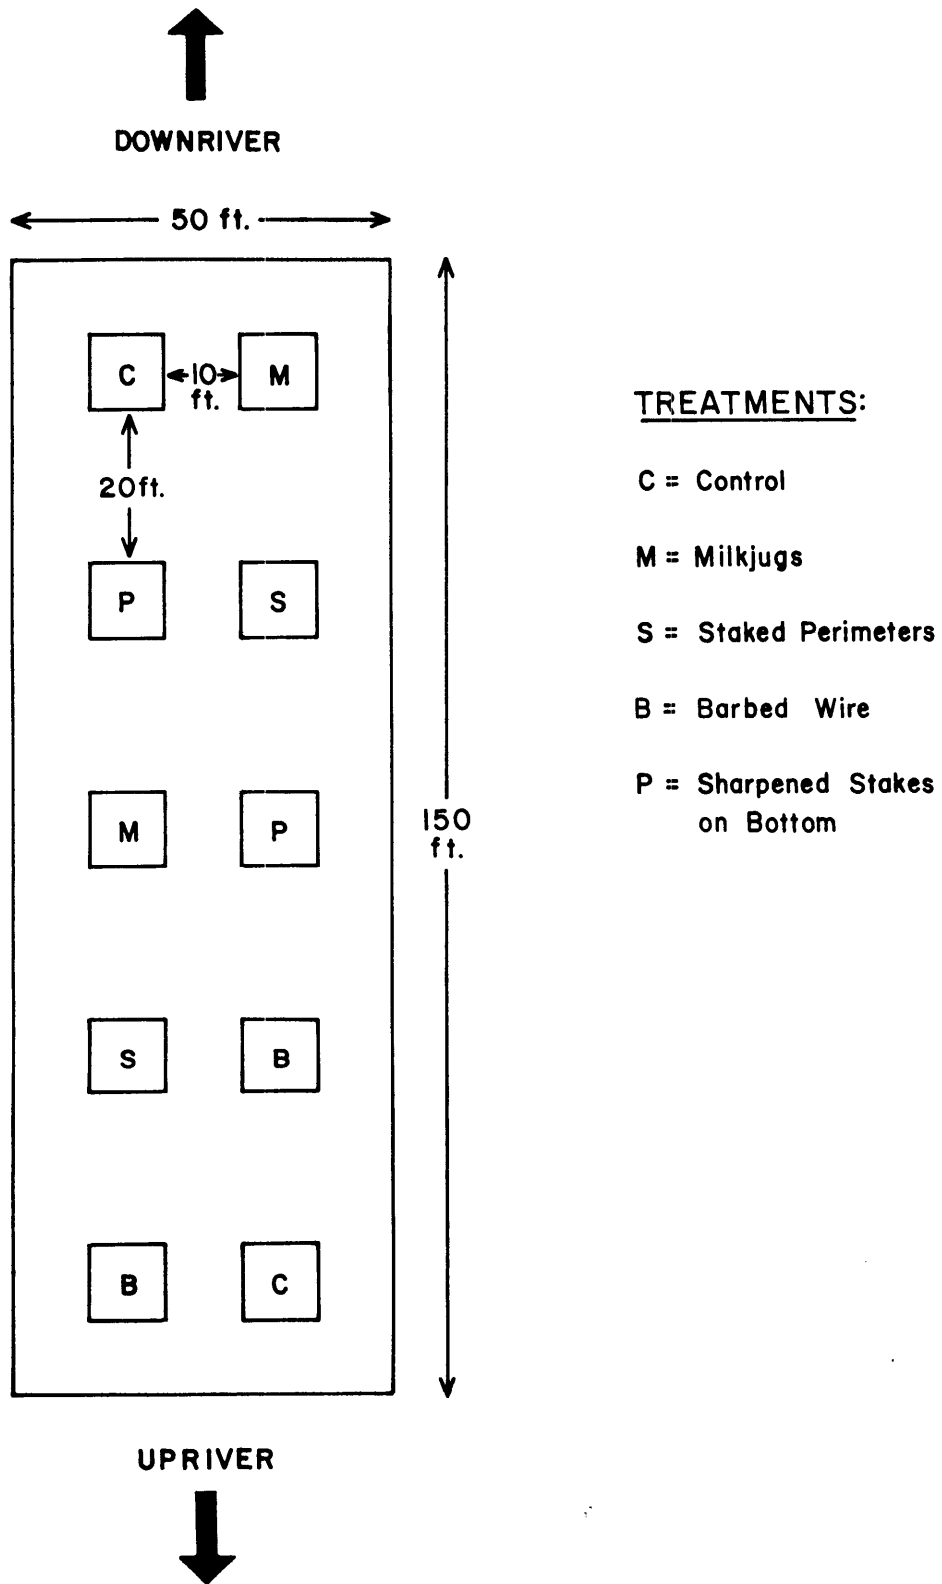 DOWNRIVER
50 ft.
C
10
ft.
M
20ft.
P
S
M
P
150
ft.
S
B
B
C
UPRIVER
TREATMENTS:
C = Control
M = Milkjugs
S = Staked Perimeters
B = Barbed Wire
P = Sharpened Stakes
on Bottom